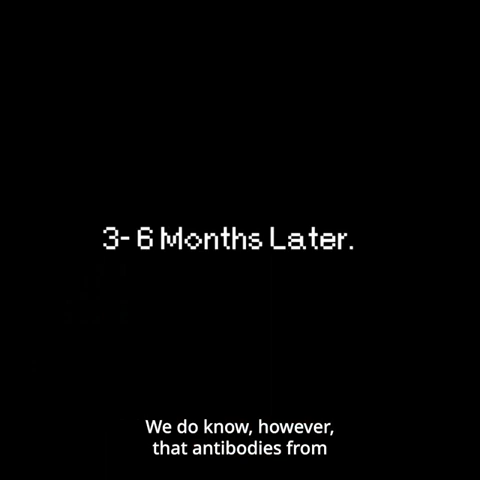 3- 6 Months Later.
We do know, however,
that antibodies from